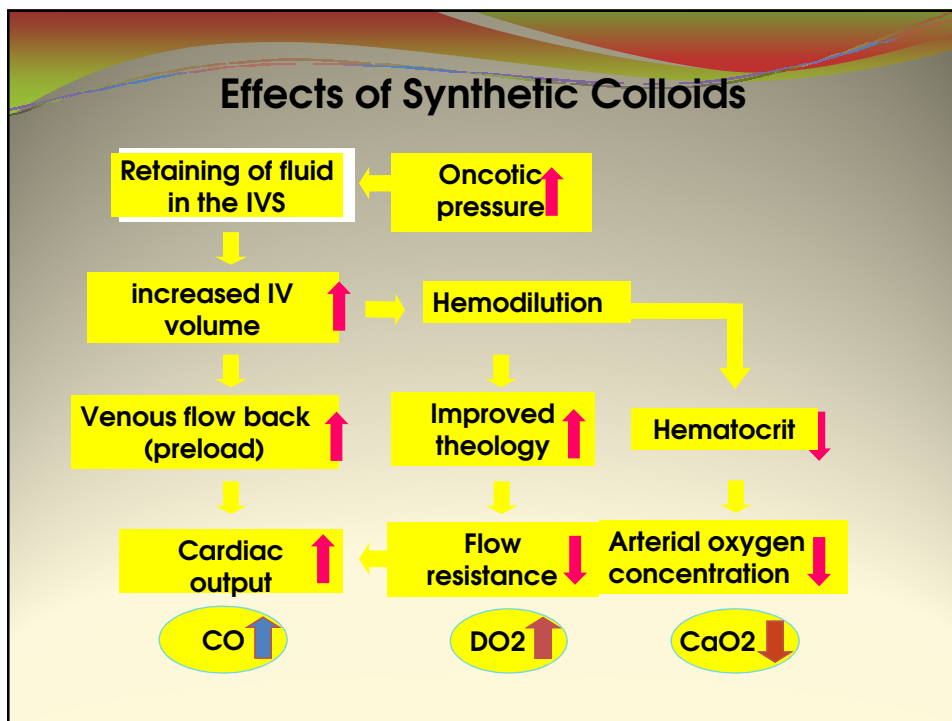 Effects of Synthetic Colloids
Retaining of fluid
in the IVS
Oncotic
pressure
increased IV
volume
Hemodilution
Venous flow back
(preload)
Improved
theology
Hematocrit
Cardiac
output
Flow
resistance
Arterial oxygen
concentration
CO
DO2
CaO2